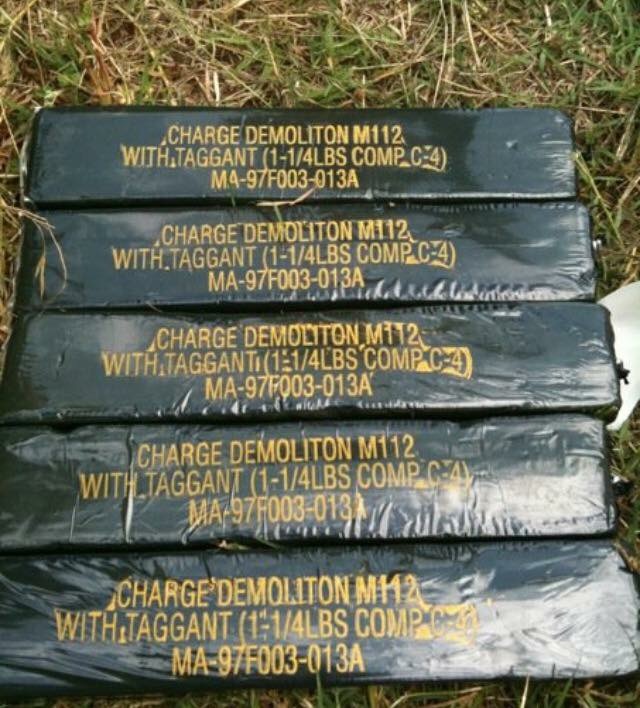 CHARGE DEMOLITON M112
WITH TAGGANT (1-1/4LBS COMP C-4)
MA-97F003-013A
CHARGE DEMOLITON M112
WITH TAGGANT (1-1/4LBS COMP C-4)
MA-97F003-013A
CHARGE DEMOLITON M112
WITH TAGGANT (1-1/4LBS COMP C-4)
MA-97F003-013A
CHARGE DEMOLITON M112
WITH TAGGANT (1-1/4LBS COMP C-4)
MA-97F003-013A
CHARGE DEMOLITON M112
WITH TAGGANT (1-1/4LBS COMP C-4)
MA-97F003-013A